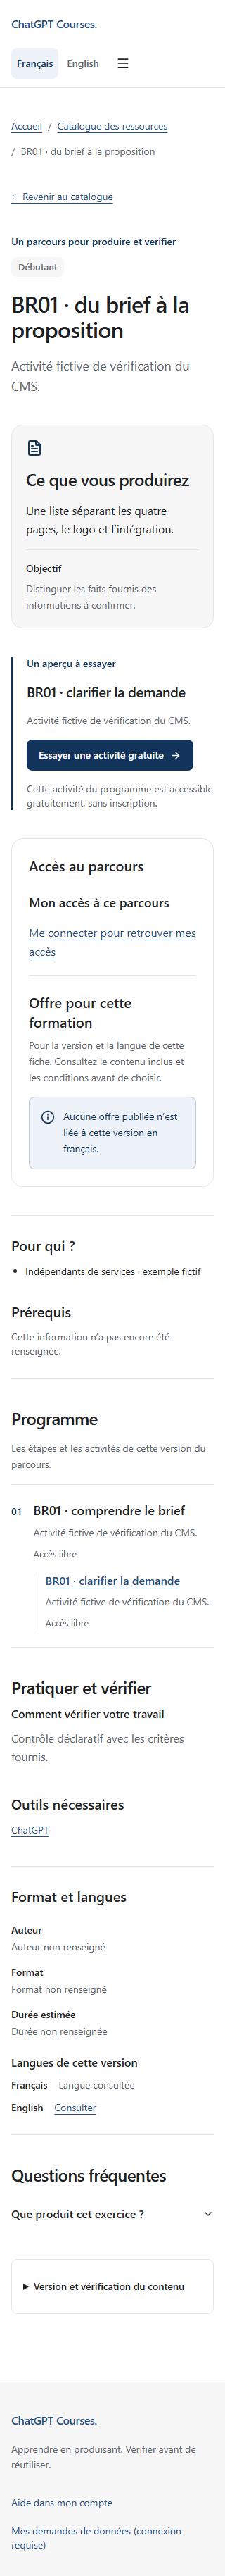 ChatGPT Courses.
Français English
Accueil / Catalogue des ressources
/ BR01 · du brief à la proposition
← Revenir au catalogue
Un parcours pour produire et vérifier
Débutant
BR01 · du brief à la
proposition
Activité fictive de vérification du
CMS.
Ce que vous produirez
Une liste séparant les quatre
pages, le logo et l'intégration.
Objectif
Distinguer les faits fournis des
informations à confirmer.
Un aperçu à essayer
BR01 · clarifier la demande
Activité fictive de vérification du CMS.
Essayer une activité gratuite →
Cette activité du programme est accessible
gratuitement, sans inscription.
Accès au parcours
Mon accès à ce parcours
Me connecter pour retrouver mes
accès
Offre pour cette
formation
Pour la version et la langue de cette
fiche. Consultez le contenu inclus et
les conditions avant de choisir.
Aucune offre publiée n'est
liée à cette version en
français.
Pour qui ?
• Indépendants de services · exemple fictif
Prérequis
Cette information n'a pas encore été
renseignée.
Programme
Les étapes et les activités de cette version du
parcours.
01 BR01 · comprendre le brief
Activité fictive de vérification du CMS.
Accès libre
BR01 · clarifier la demande
Activité fictive de vérification du CMS.
Accès libre
Pratiquer et vérifier
Comment vérifier votre travail
Contrôle déclaratif avec les critères
fournis.
Outils nécessaires
ChatGPT
Format et langues
Auteur
Auteur non renseigné
Format
Format non renseigné
Durée estimée
Durée non renseignée
Langues de cette version
Français Langue consultée
English Consulter
Questions fréquentes
Que produit cet exercice ?
▶ Version et vérification du contenu
ChatGPT Courses.
Apprendre en produisant. Vérifier avant de
réutiliser.
Aide dans mon compte
Mes demandes de données (connexion
requise)